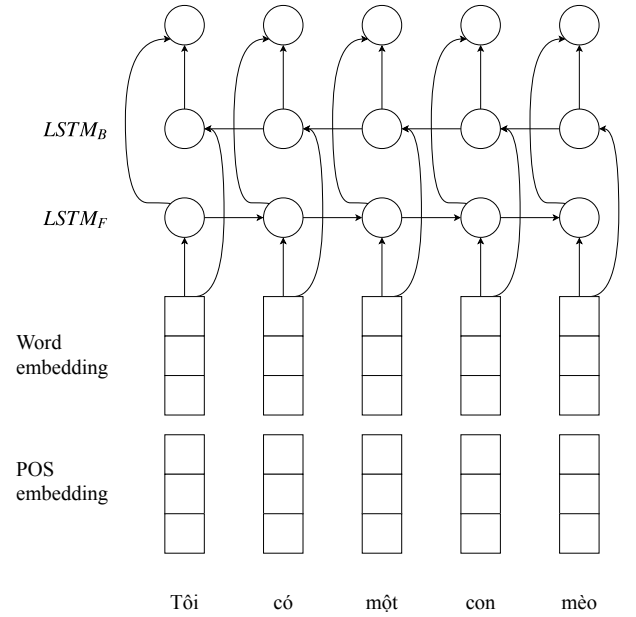 LSTM_B
LSTM_F
Word
embedding
POS
embedding
Tôi có một con mèo